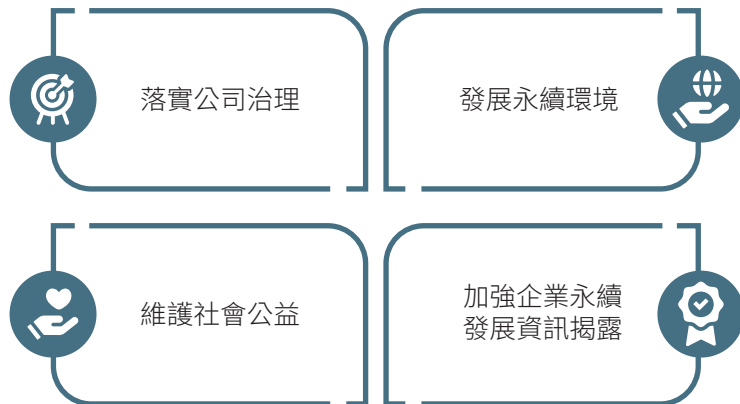 落實公司治理
發展永續環境
維護社會公益
加強企業永續
發展資訊揭露